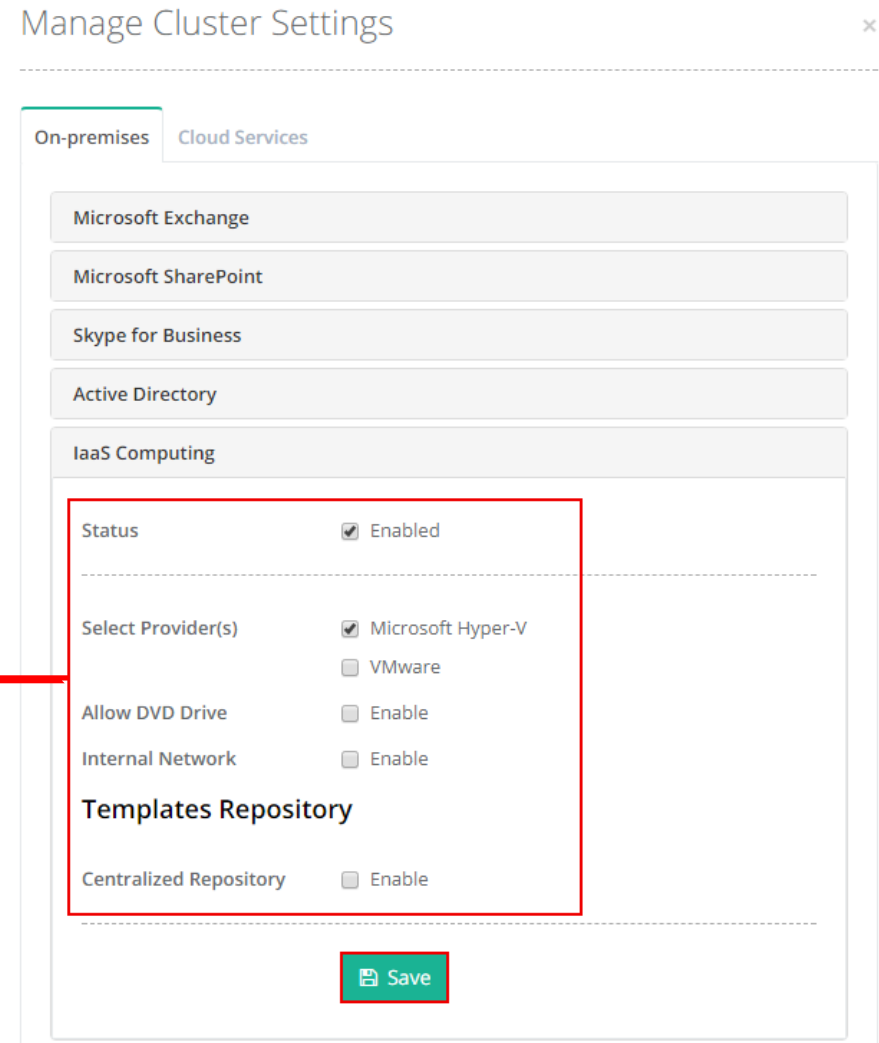 Manage Cluster Settings ×
On-premises Cloud Services
Microsoft Exchange
Microsoft SharePoint
Skype for Business
Active Directory
IaaS Computing
Status Enabled
Select Provider(s) Microsoft Hyper-V
VMware
Allow DVD Drive Enable
Internal Network Enable
Templates Repository
Centralized Repository Enable
Save